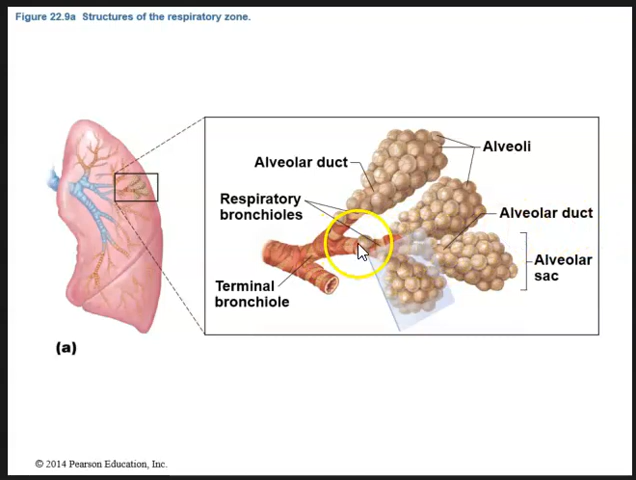 Figure 22.9a Structures of the respiratory zone.
Alveolar duct
Alveoli
Respiratory
bronchioles
Alveolar duct
Alveolar
sac
Terminal
bronchiole
(a)
© 2014 Pearson Education, Inc.